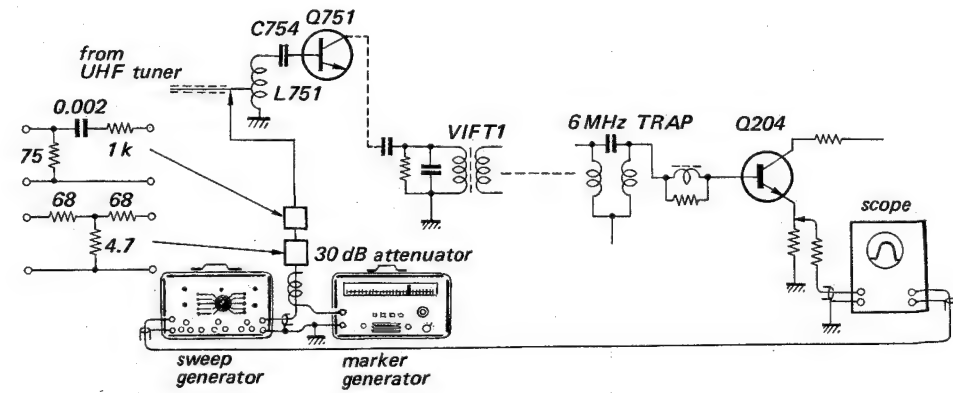 C754
Q751
from
UHF tuner
L751
0.002
75
1k
68
68
4.7
VIFT1
6 MHz TRAP
Q204
scope
30 dB attenuator
sweep
generator
marker
generator